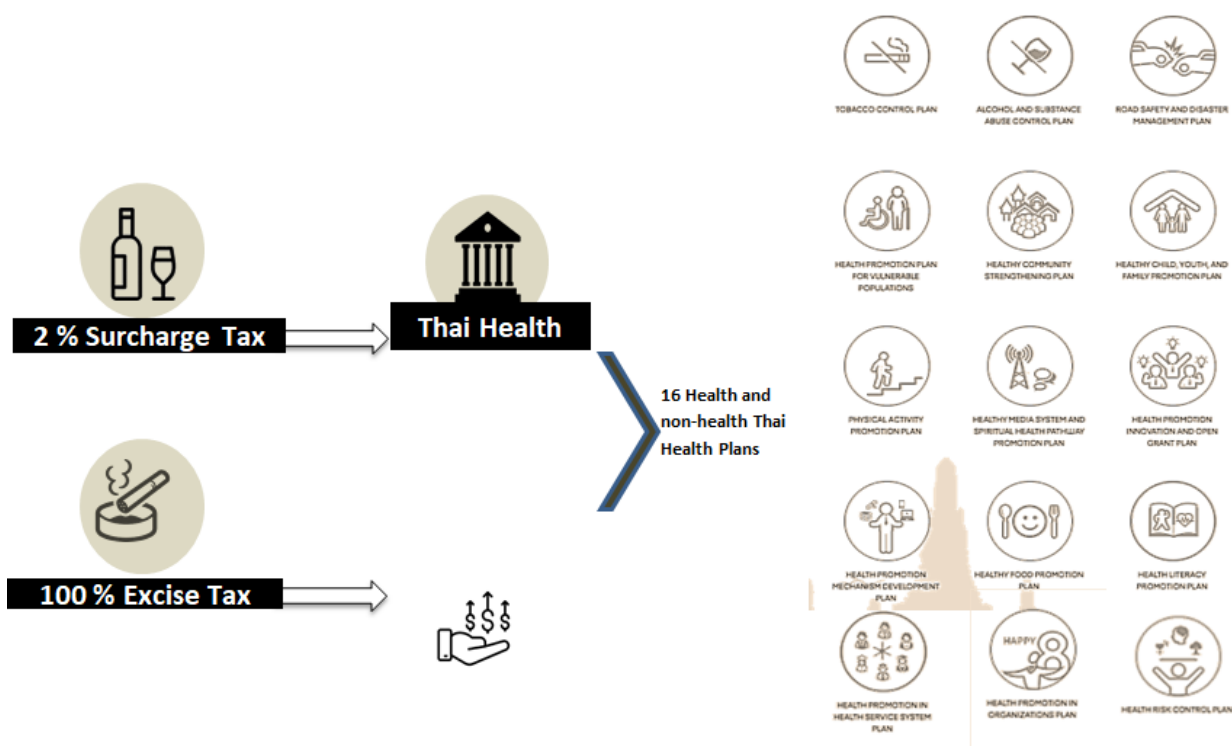 2 % Surcharge Tax
Thai Health
100 % Excise Tax
$ $ $
16 Health and
non-health Thai
Health Plans
TOBACCO CONTROL PLAN
ALCOHOL AND SUBSTANCE
ABUSE CONTROL PLAN
ROAD SAFETY AND DISASTER
MANAGEMENT PLAN
HEALTH PROMOTION PLAN
FOR VULNERABLE
POPULATIONS
HEALTHY COMMUNITY
STRENGTHENING PLAN
HEALTHY CHILD, YOUTH, AND
FAMILY PROMOTION PLAN
PHYSICAL ACTIVITY
PROMOTION PLAN
HEALTHY MEDIA SYSTEM AND
SPIRITUAL HEALTH PATHWAY
PROMOTION PLAN
HEALTH PROMOTION
INNOVATION AND OPEN
GRANT PLAN
HEALTH PROMOTION
MECHANISM DEVELOPMENT
PLAN
HEALTHY FOOD PROMOTION
PLAN
HEALTH LITERACY
PROMOTION PLAN
HEALTH PROMOTION IN
HEALTH SERVICE SYSTEM
PLAN
HAPPY 8
HEALTH PROMOTION IN
ORGANIZATIONS PLAN
HEALTH RISK CONTROL PLAN